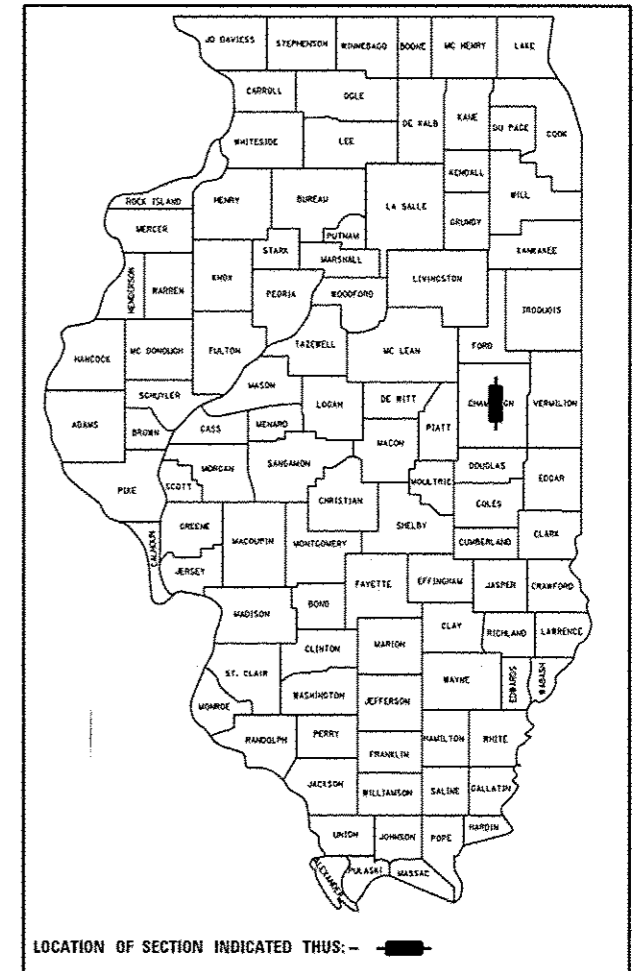 JO DAVIESS STEPHENSON WINNEBAGO BOONE MC HENRY LAKE
CARROLL OGLE DE KALB KANE DU PAGE COOK
WHITESIDE LEE
KENDALL WILL
ROCK ISLAND HENRY BUREAU LA SALLE GRUNDY
MERCER PUTNAM KANKAKEE
STARK MARSHALL
HENDERSON WARREN KNOX PEORIA WOODFORD LIVINGSTON IROQUOIS
HANCOCK MC DONOUGH FULTON TAZEWELL MC LEAN FORD
SCHUYLER MASON
ADAMS BROWN CASS MENARD LOGAN DE WITT PIATT VERMILION
MACON
PIKE SCOTT MORGAN SANGAMON CHRISTIAN MOULTRIE DOUGLAS EDGAR
COLES
CALHOUN GREENE MACOUPIN MONTGOMERY SHELBY CUMBERLAND CLARK
JERSEY FAYETTE EFFINGHAM JASPER CRAWFORD
MADISON BOND
CLAY RICHLAND LAWRENCE
CLINTON MARION
ST. CLAIR WASHINGTON JEFFERSON WAYNE EDWARDS WABASH
MONROE
RANDOLPH PERRY HAMILTON WHITE
FRANKLIN
JACKSON WILLIAMSON SALINE GALLATIN
HARDIN
UNION JOHNSON POPE
ALEXANDER PULASKI MASSAC
LOCATION OF SECTION INDICATED THUS:-